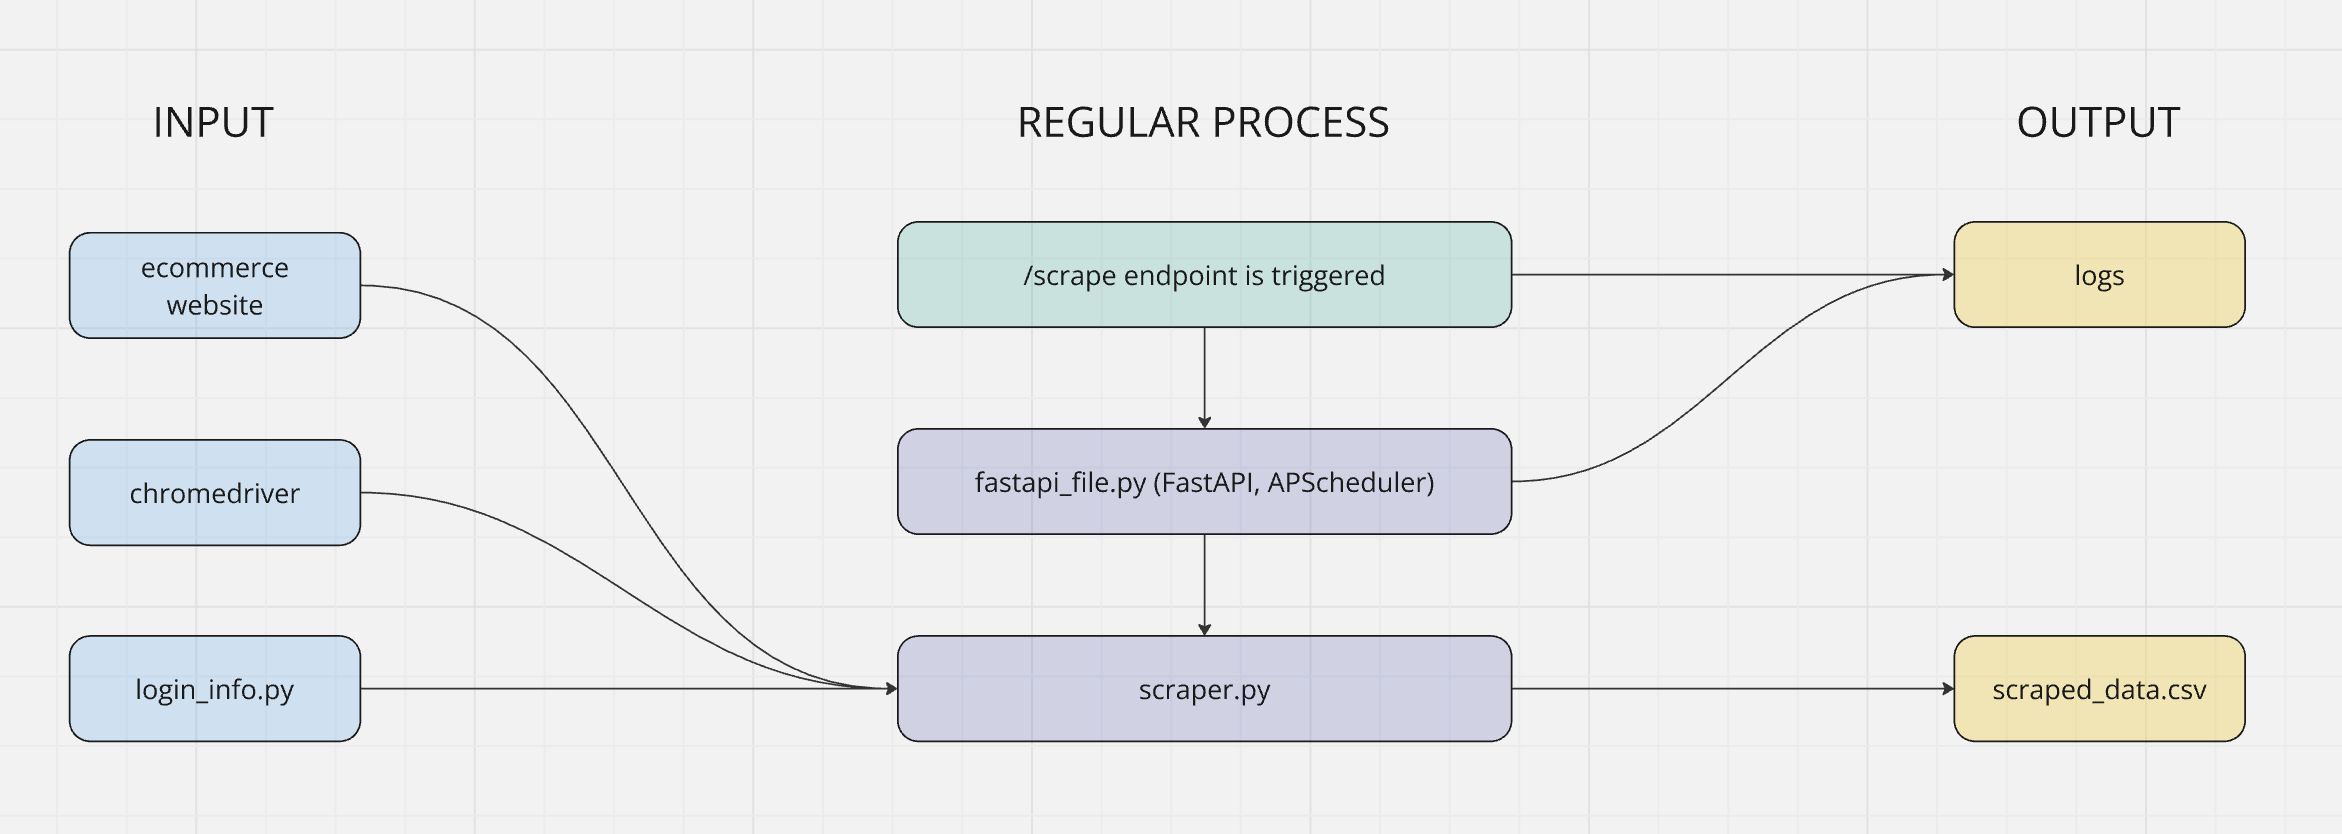 INPUT
REGULAR PROCESS
OUTPUT
ecommerce
website
/scrape endpoint is triggered
logs
chromedriver
fastapi_file.py (FastAPI, APScheduler)
login_info.py
scraper.py
scraped_data.csv